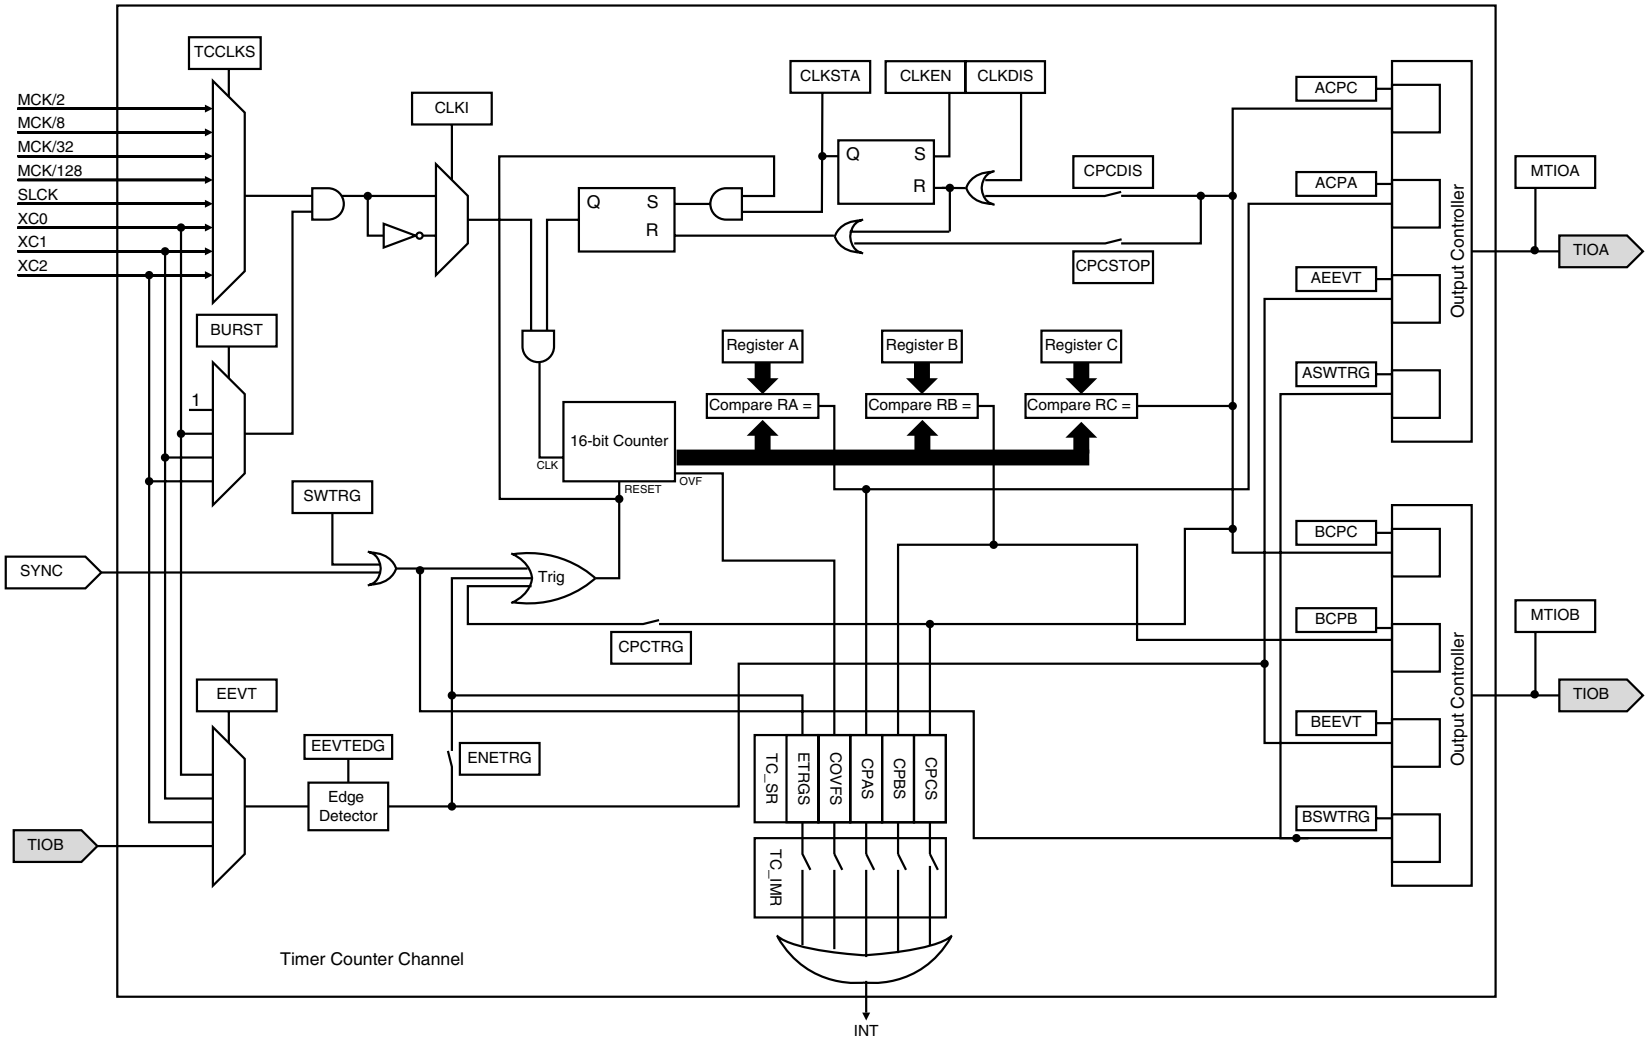 TCCLKS
MCK/2
MCK/8
MCK/32
MCK/128
SLCK
XC0
XC1
XC2
CLKI
CLKSTA
CLKEN
CLKDIS
Q
S
R
Q
S
R
CPCDIS
CPCSTOP
ACPC
ACPA
AEEVT
ASWTRG
Output Controller
MTIOA
TIOA
BURST
1
Register A
Register B
Register C
Compare RA =
Compare RB =
Compare RC =
16-bit Counter
CLK
OVF
RESET
SWTRG
SYNC
Trig
CPCTRG
BCPC
BCPB
BEEVT
BSWTRG
Output Controller
MTIOB
TIOB
EEVT
EEVTEDG
Edge
Detector
ENETRG
TIOB
TC_SR
ETRGS
COVFS
CPAS
CPBS
CPCS
TC_IMR
Timer Counter Channel
INT